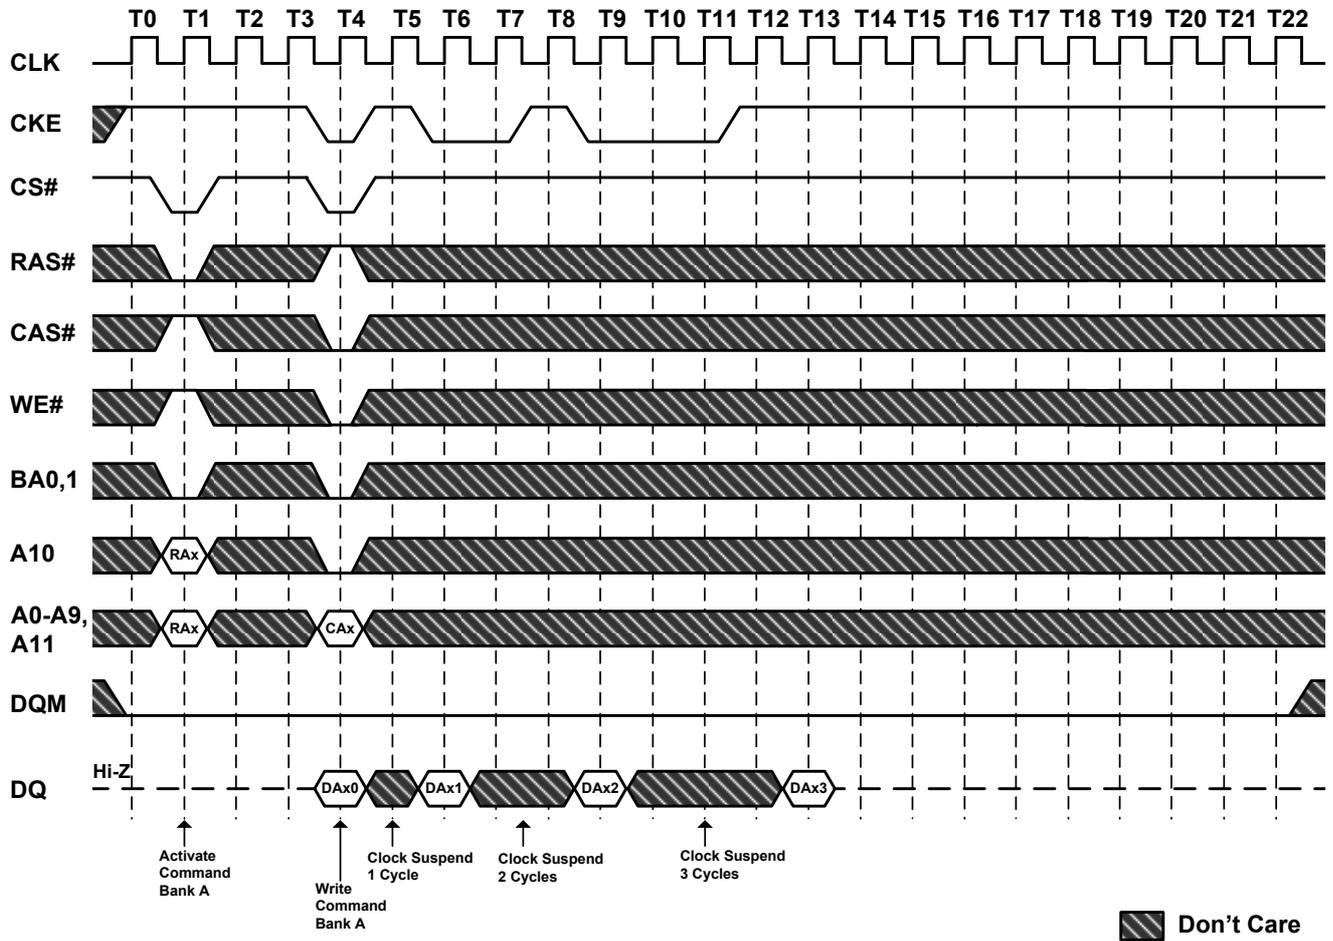 T0 T1 T2 T3 T4 T5 T6 T7 T8 T9 T10 T11 T12 T13 T14 T15 T16 T17 T18 T19 T20 T21 T22
CLK
CKE
CS#
RAS#
CAS#
WE#
BA0,1
A10 RAx
A0-A9,
A11 RAx CAx
DQM
Hi-Z
DQ DAx0 DAx1 DAx2 DAx3
Activate
Command
Bank A
Write
Command
Bank A
Clock Suspend
1 Cycle
Clock Suspend
2 Cycles
Clock Suspend
3 Cycles
Don't Care